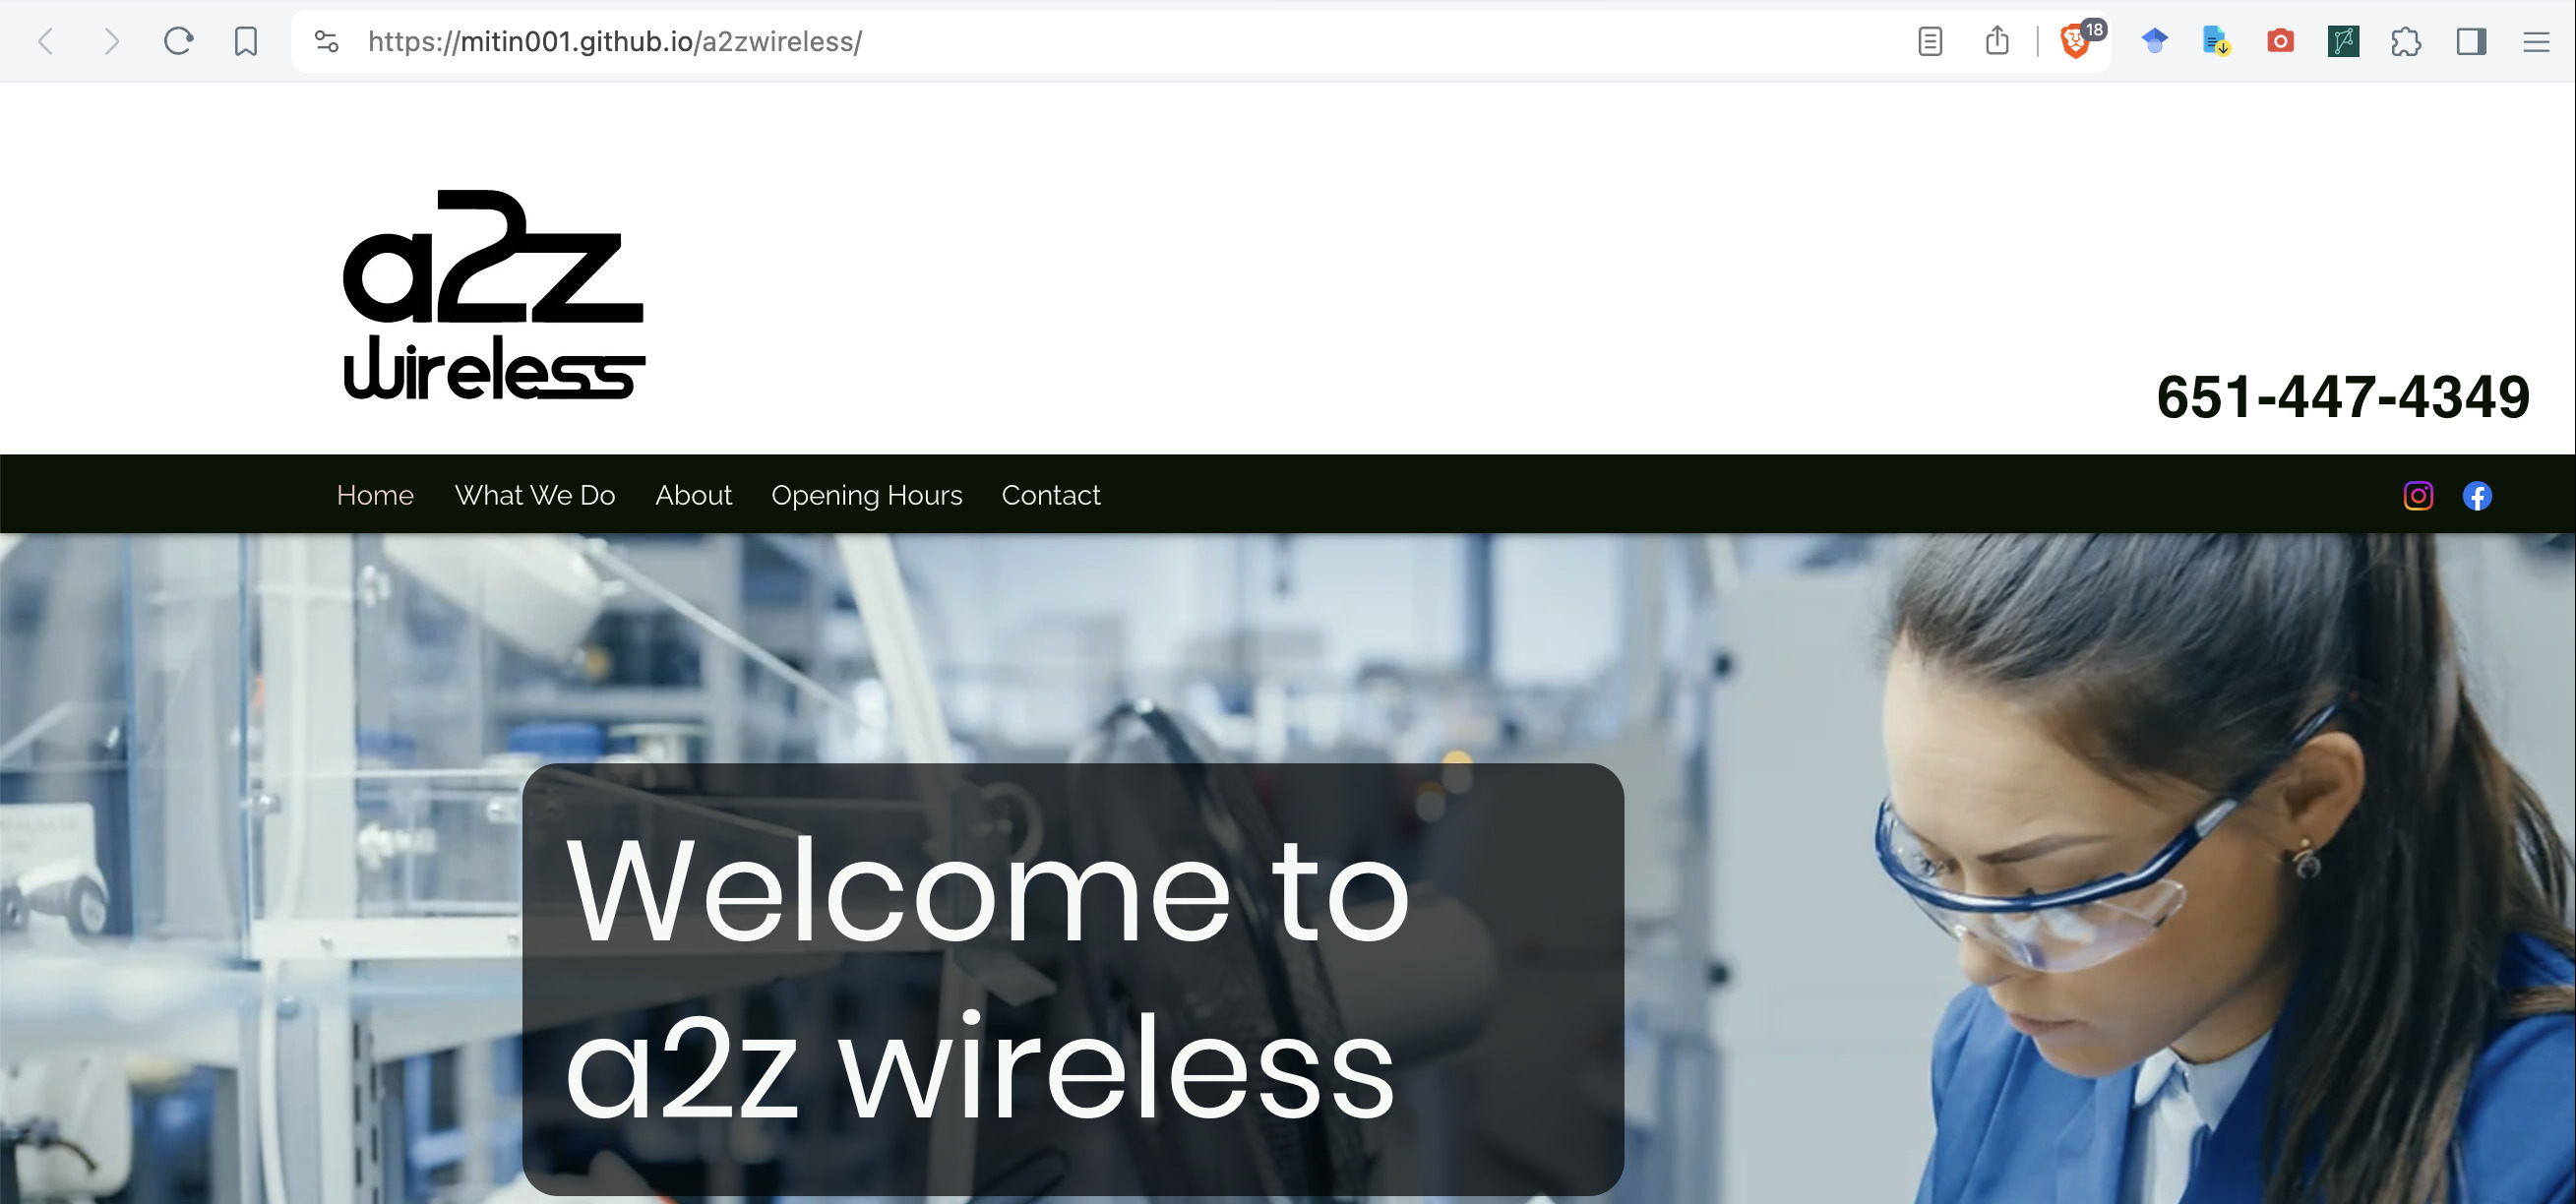 https://mitin001.github.io/a2zwireless/
18
a2z
wireless
651-447-4349
Home What We Do About Opening Hours Contact
Welcome to
a2z wireless